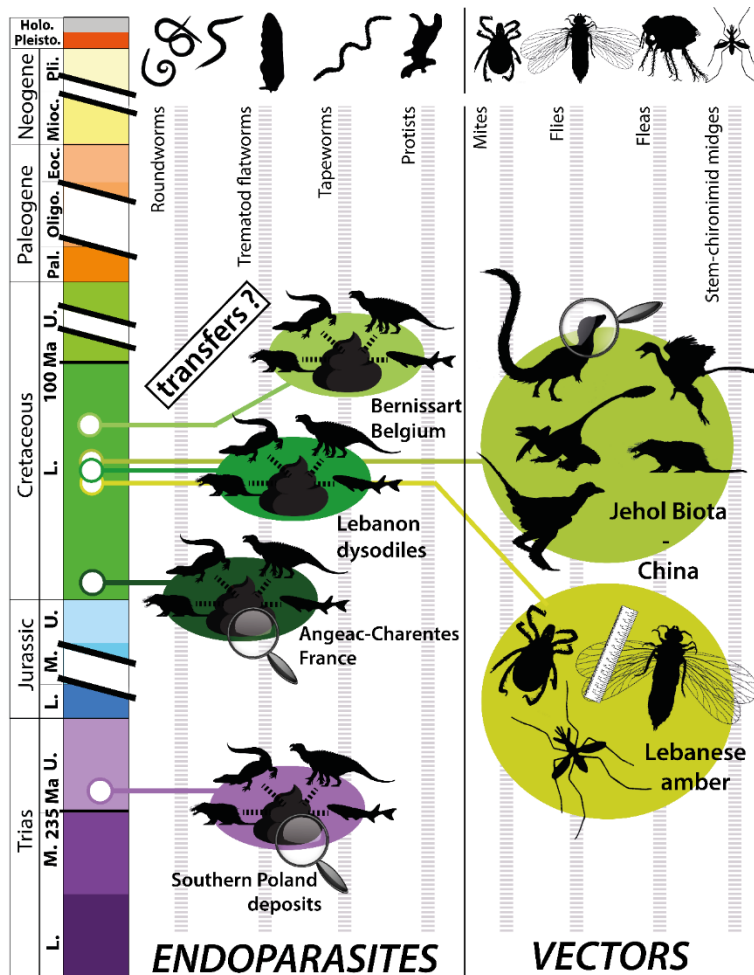 Holo.
Pleisto.
Neogene
Pli.
Mioc.
Paleogene
Eoc.
Oligo.
Pal.
Cretaceous
U.
100 Ma
L.
Jurassic
U.
M.
L.
Trias
U.
M. 235 Ma
L.
Roundworms
Trematod flatworms
Tapeworms
Protists
Mites
Flies
Fleas
Stem-chironimid midges
transfers ?
Bernissart
Belgium
Lebanon
dysodiles
Angeac-Charentes
France
Southern Poland
deposits
Jehol Biota
-
China
Lebanese
amber
ENDOPARASITES
VECTORS